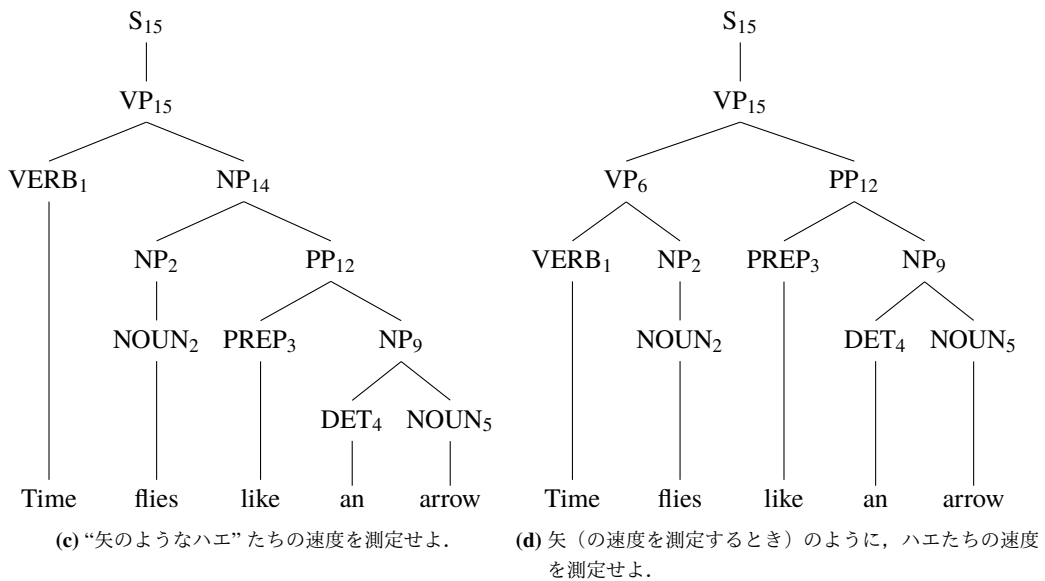 S₁₅
VP₁₅
VERB₁ NP₁₄
NP₂ PP₁₂
NOUN₂ PREP₃ NP₉
DET₄ NOUN₅
Time flies like an arrow
(c) “矢のようなハエ” たちの速度を測定せよ.
S₁₅
VP₁₅
VP₆ PP₁₂
VERB₁ NP₂ PREP₃ NP₉
NOUN₂ DET₄ NOUN₅
Time flies like an arrow
(d) 矢（の速度を測定するとき）のように，ハエたちの速度
を測定せよ．